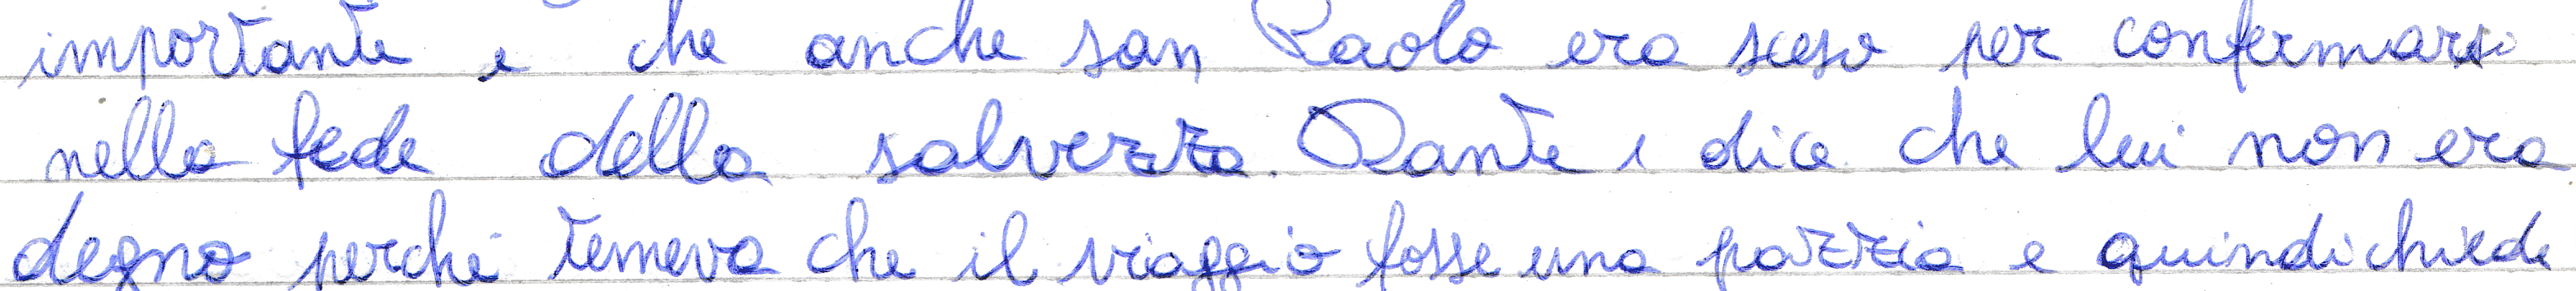 importante e che anche san Paolo era sceso per confermarsi
nella fede della salvezza. Dante e dice che lui non era
degno perché temeva che il viaggio fosse una pazzia e quindi chiede